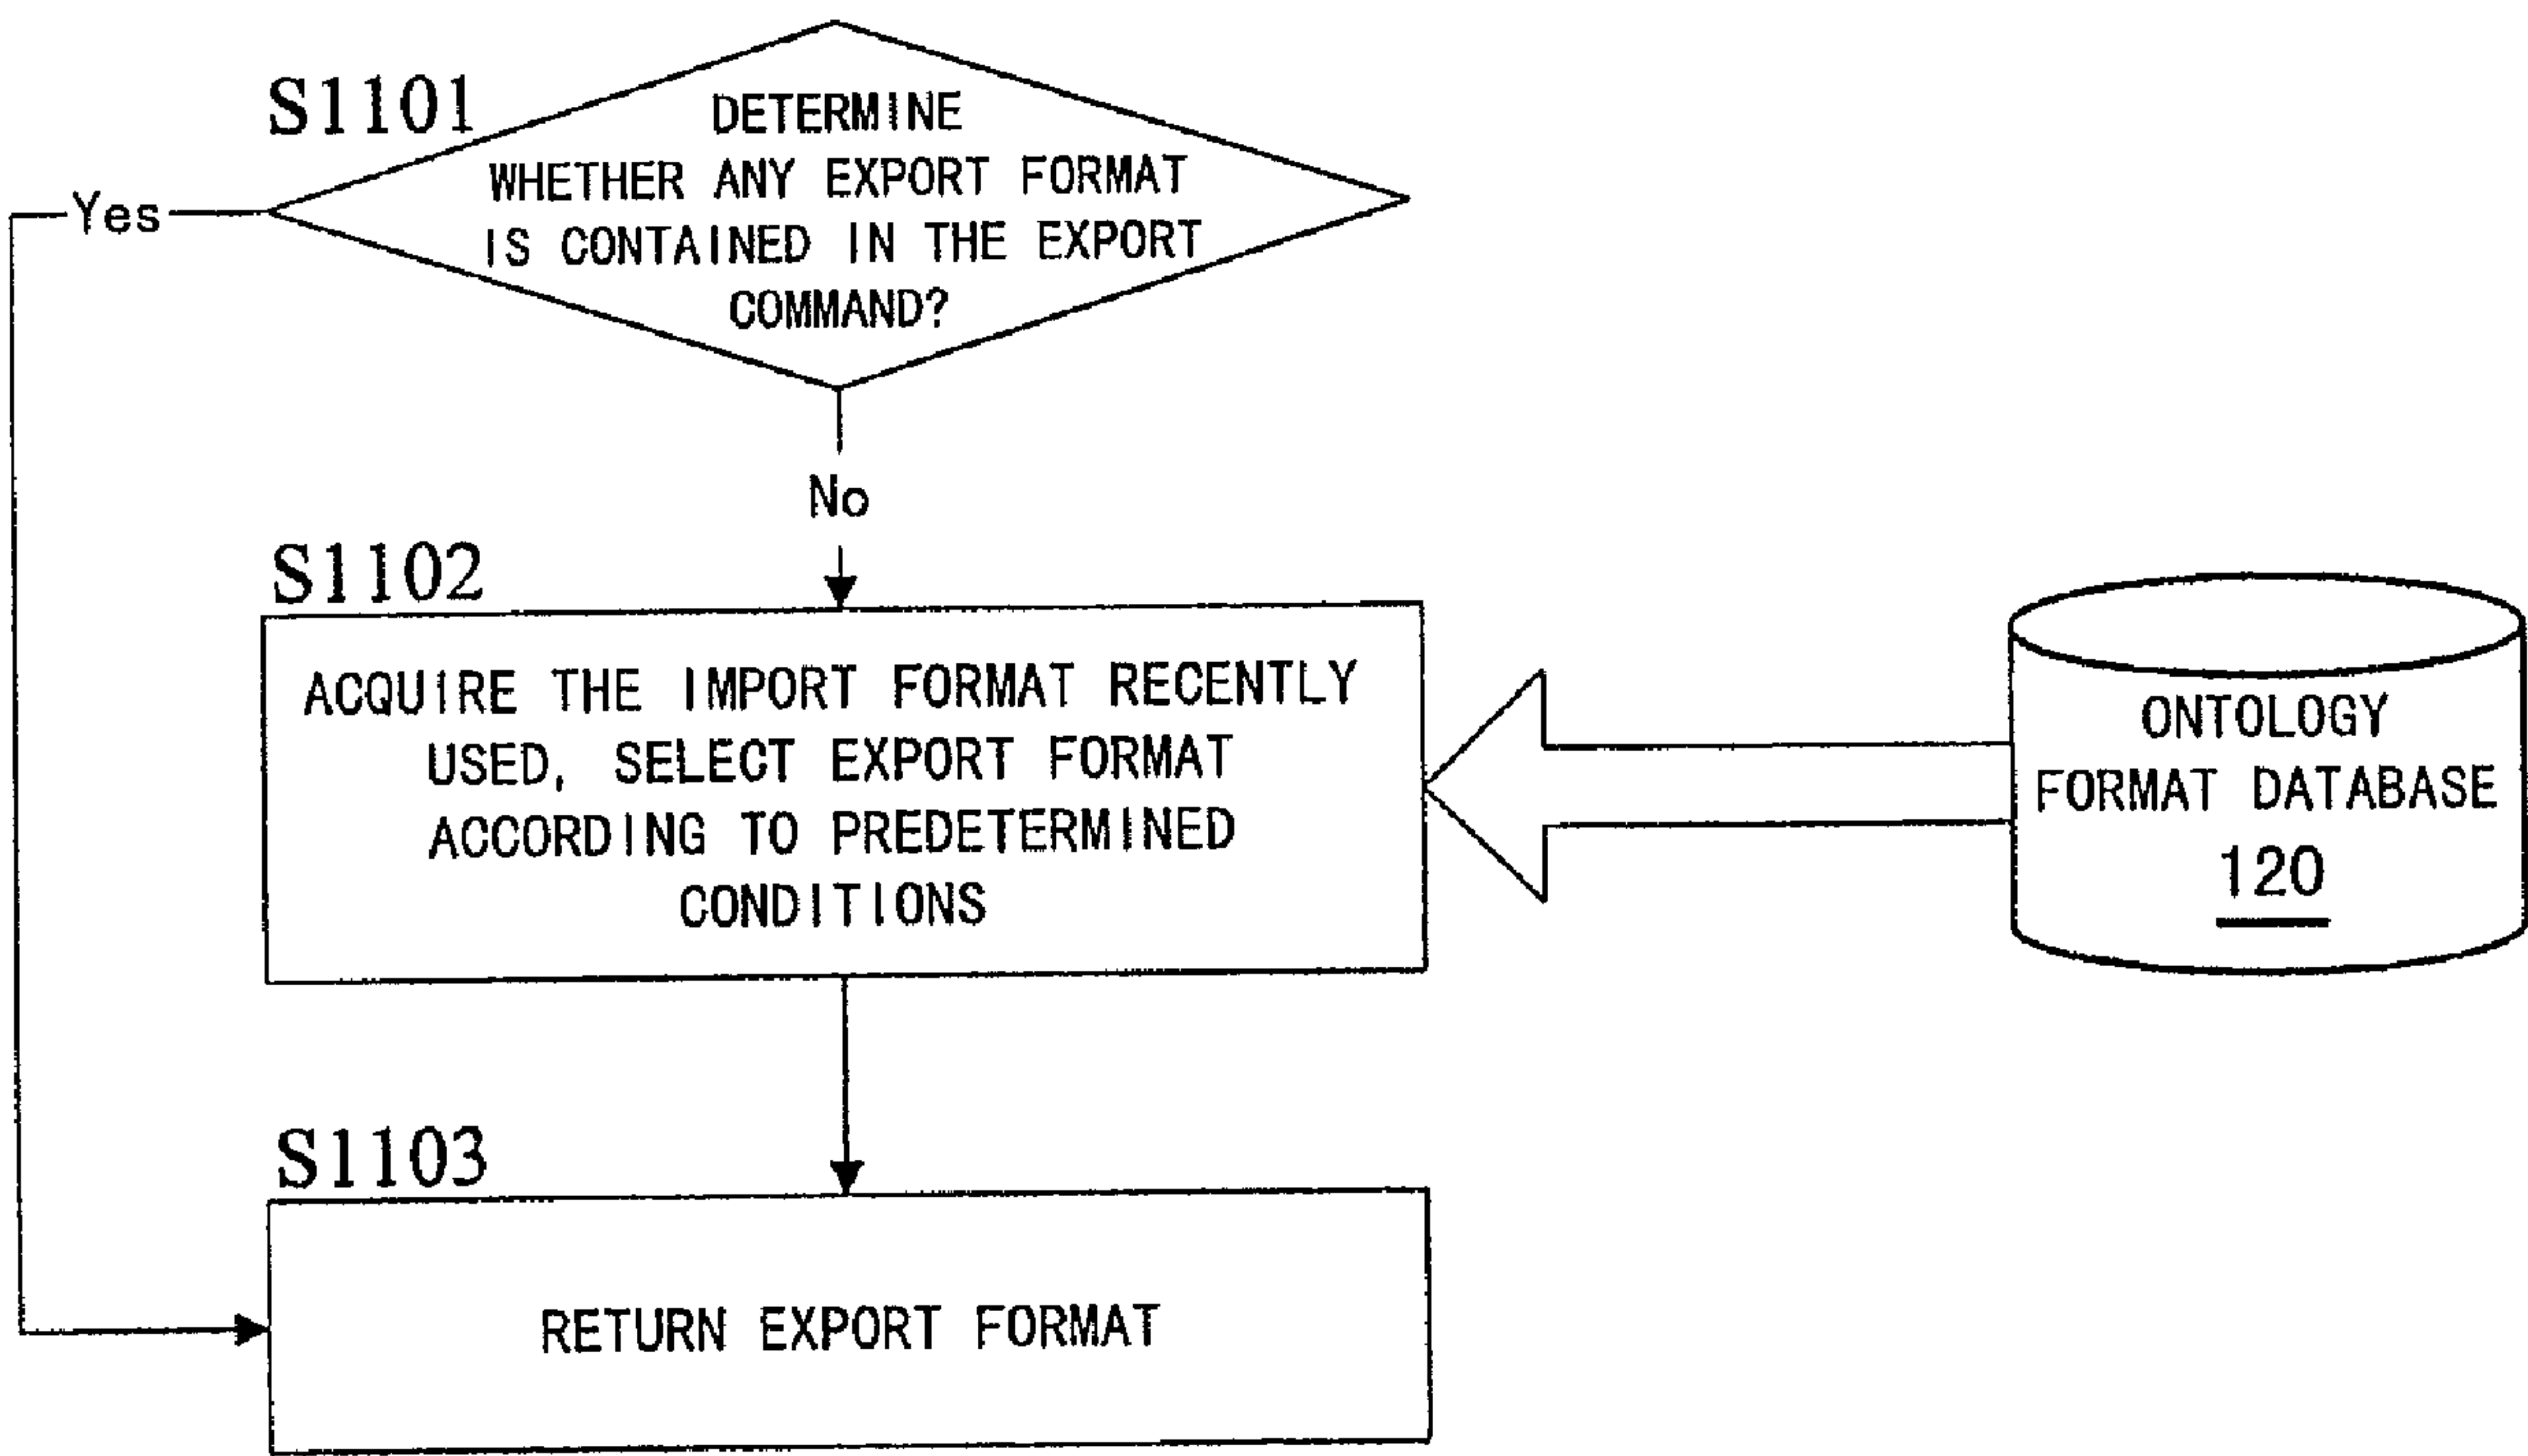 S1101
DETERMINE
WHETHER ANY EXPORT FORMAT
IS CONTAINED IN THE EXPORT
COMMAND?
Yes
No
S1102
ACQUIRE THE IMPORT FORMAT RECENTLY
USED, SELECT EXPORT FORMAT
ACCORDING TO PREDETERMINED
CONDITIONS
ONTOLOGY
FORMAT DATABASE
120
S1103
RETURN EXPORT FORMAT